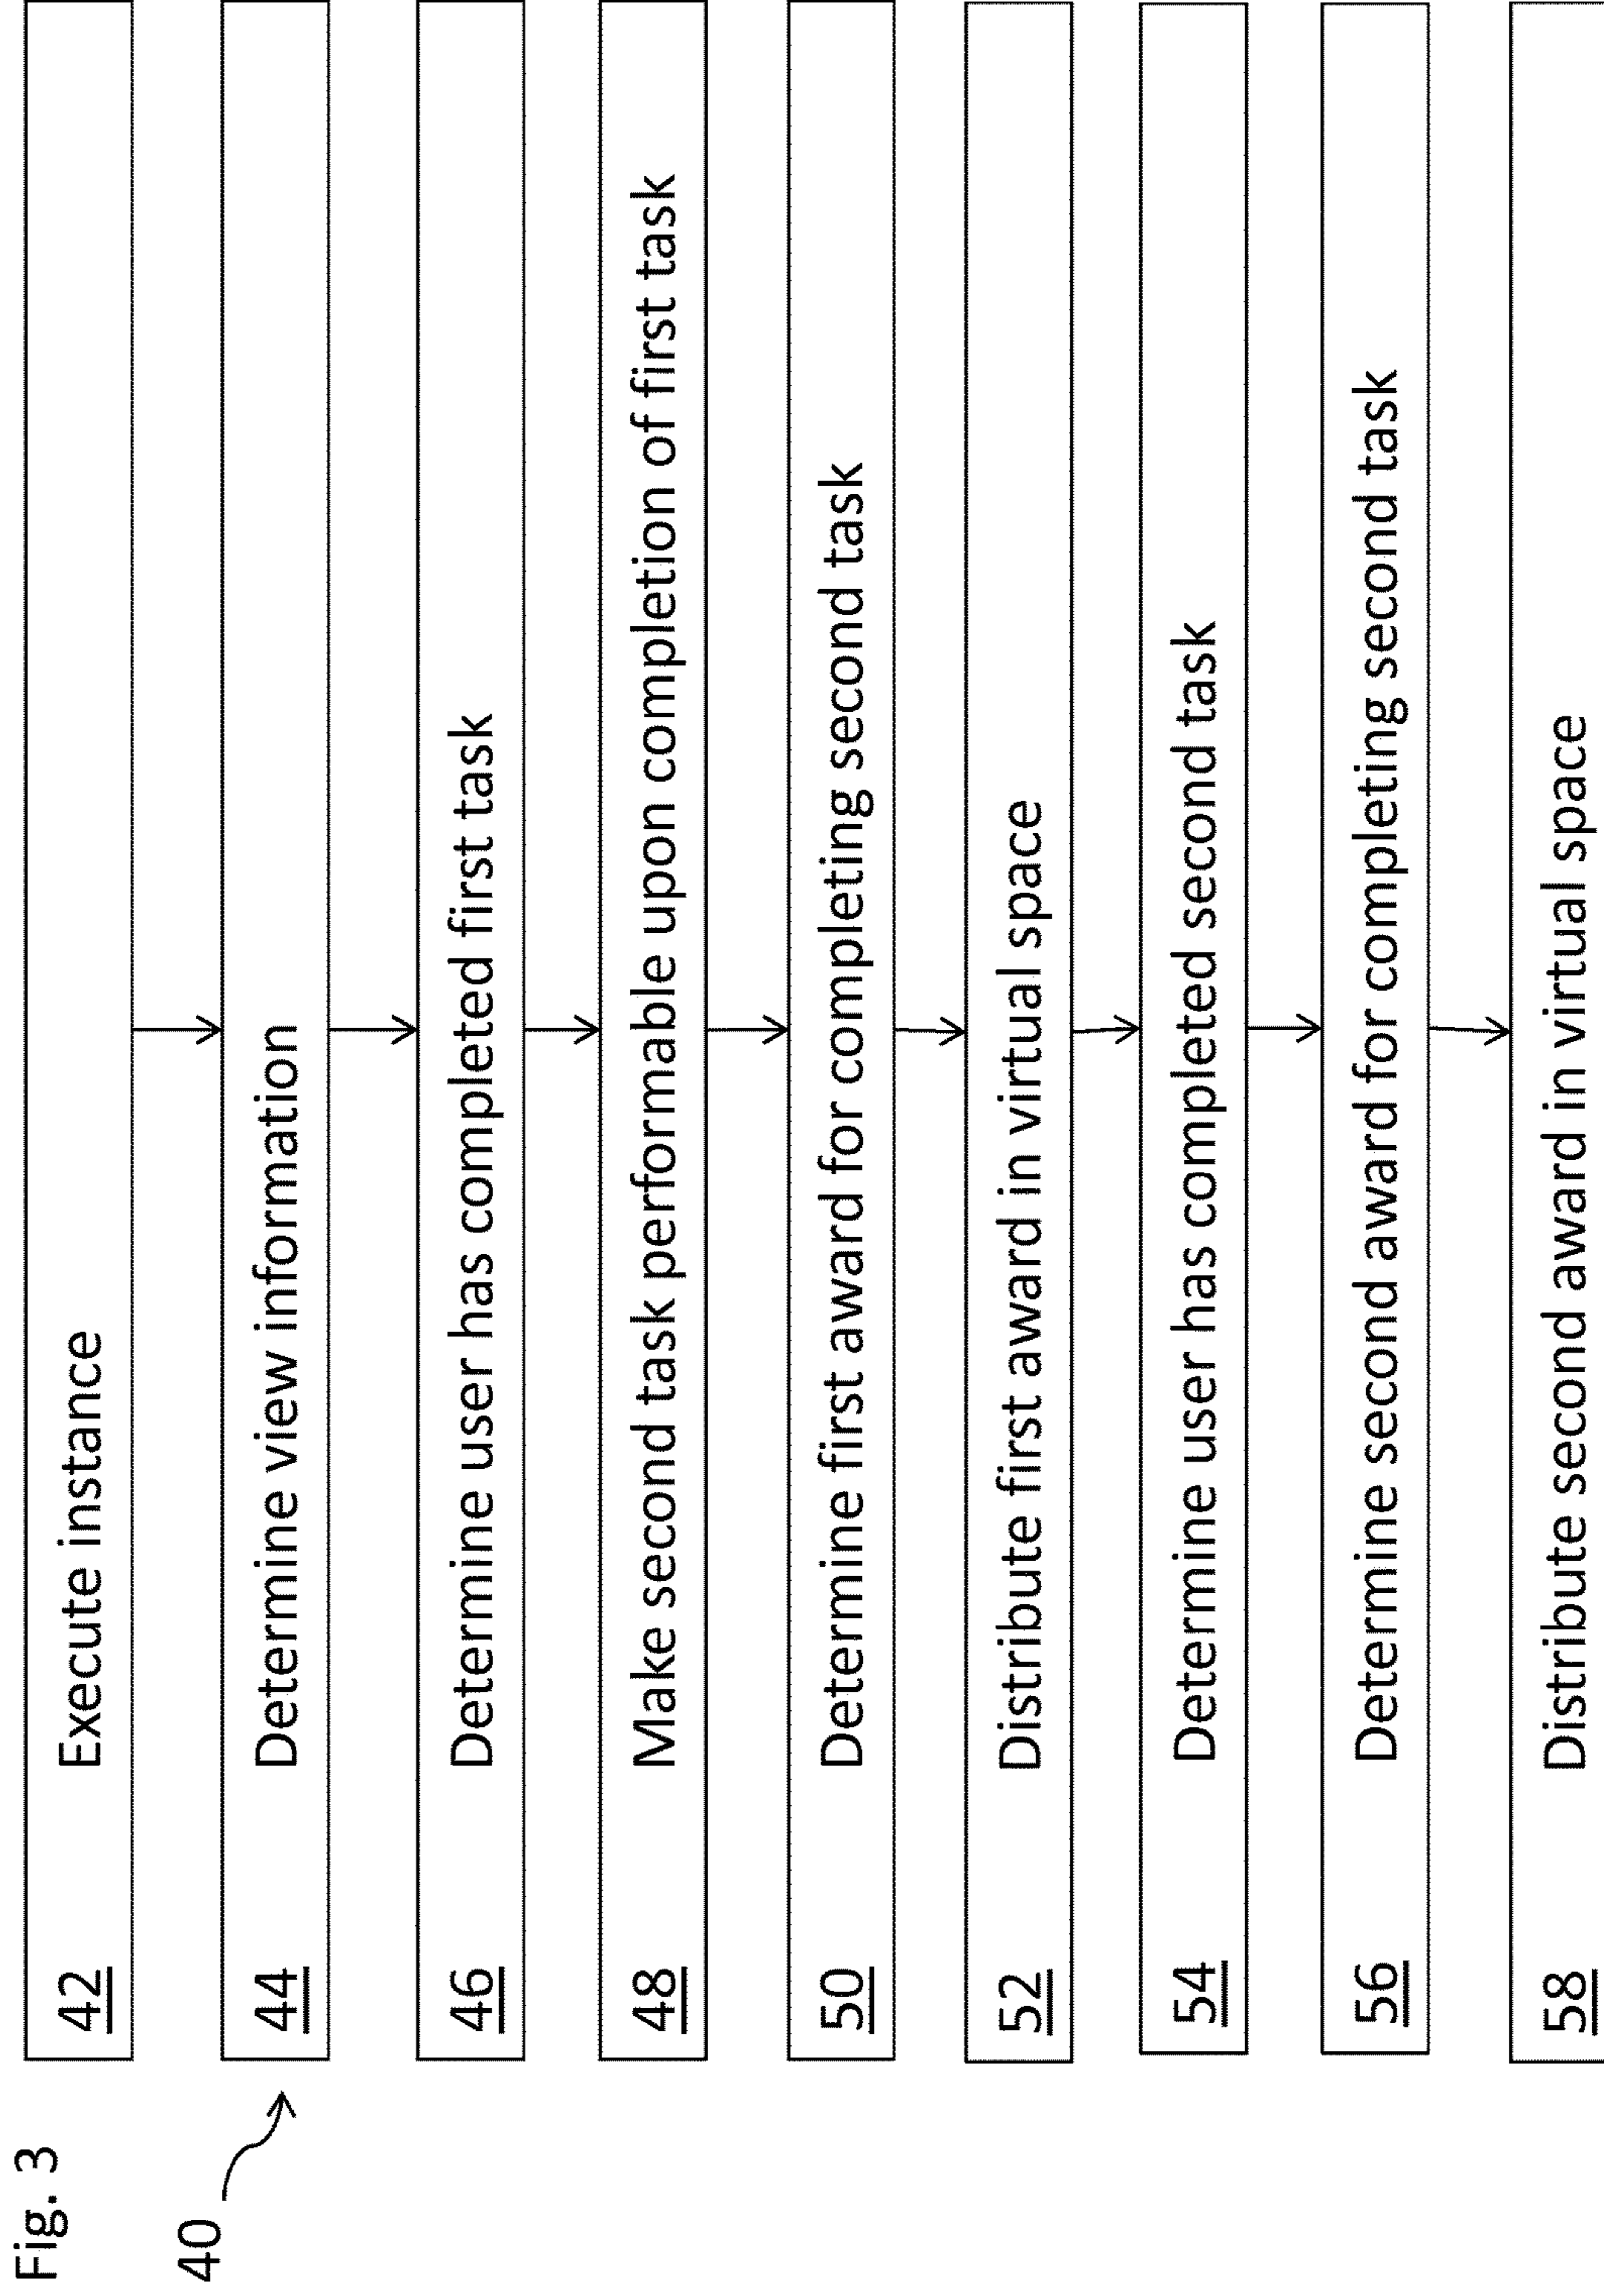 Fig. 3
40
42 Execute instance
44 Determine view information
46 Determine user has completed first task
48 Make second task performable upon completion of first task
50 Determine first award for completing second task
52 Distribute first award in virtual space
54 Determine user has completed second task
56 Determine second award for completing second task
58 Distribute second award in virtual space